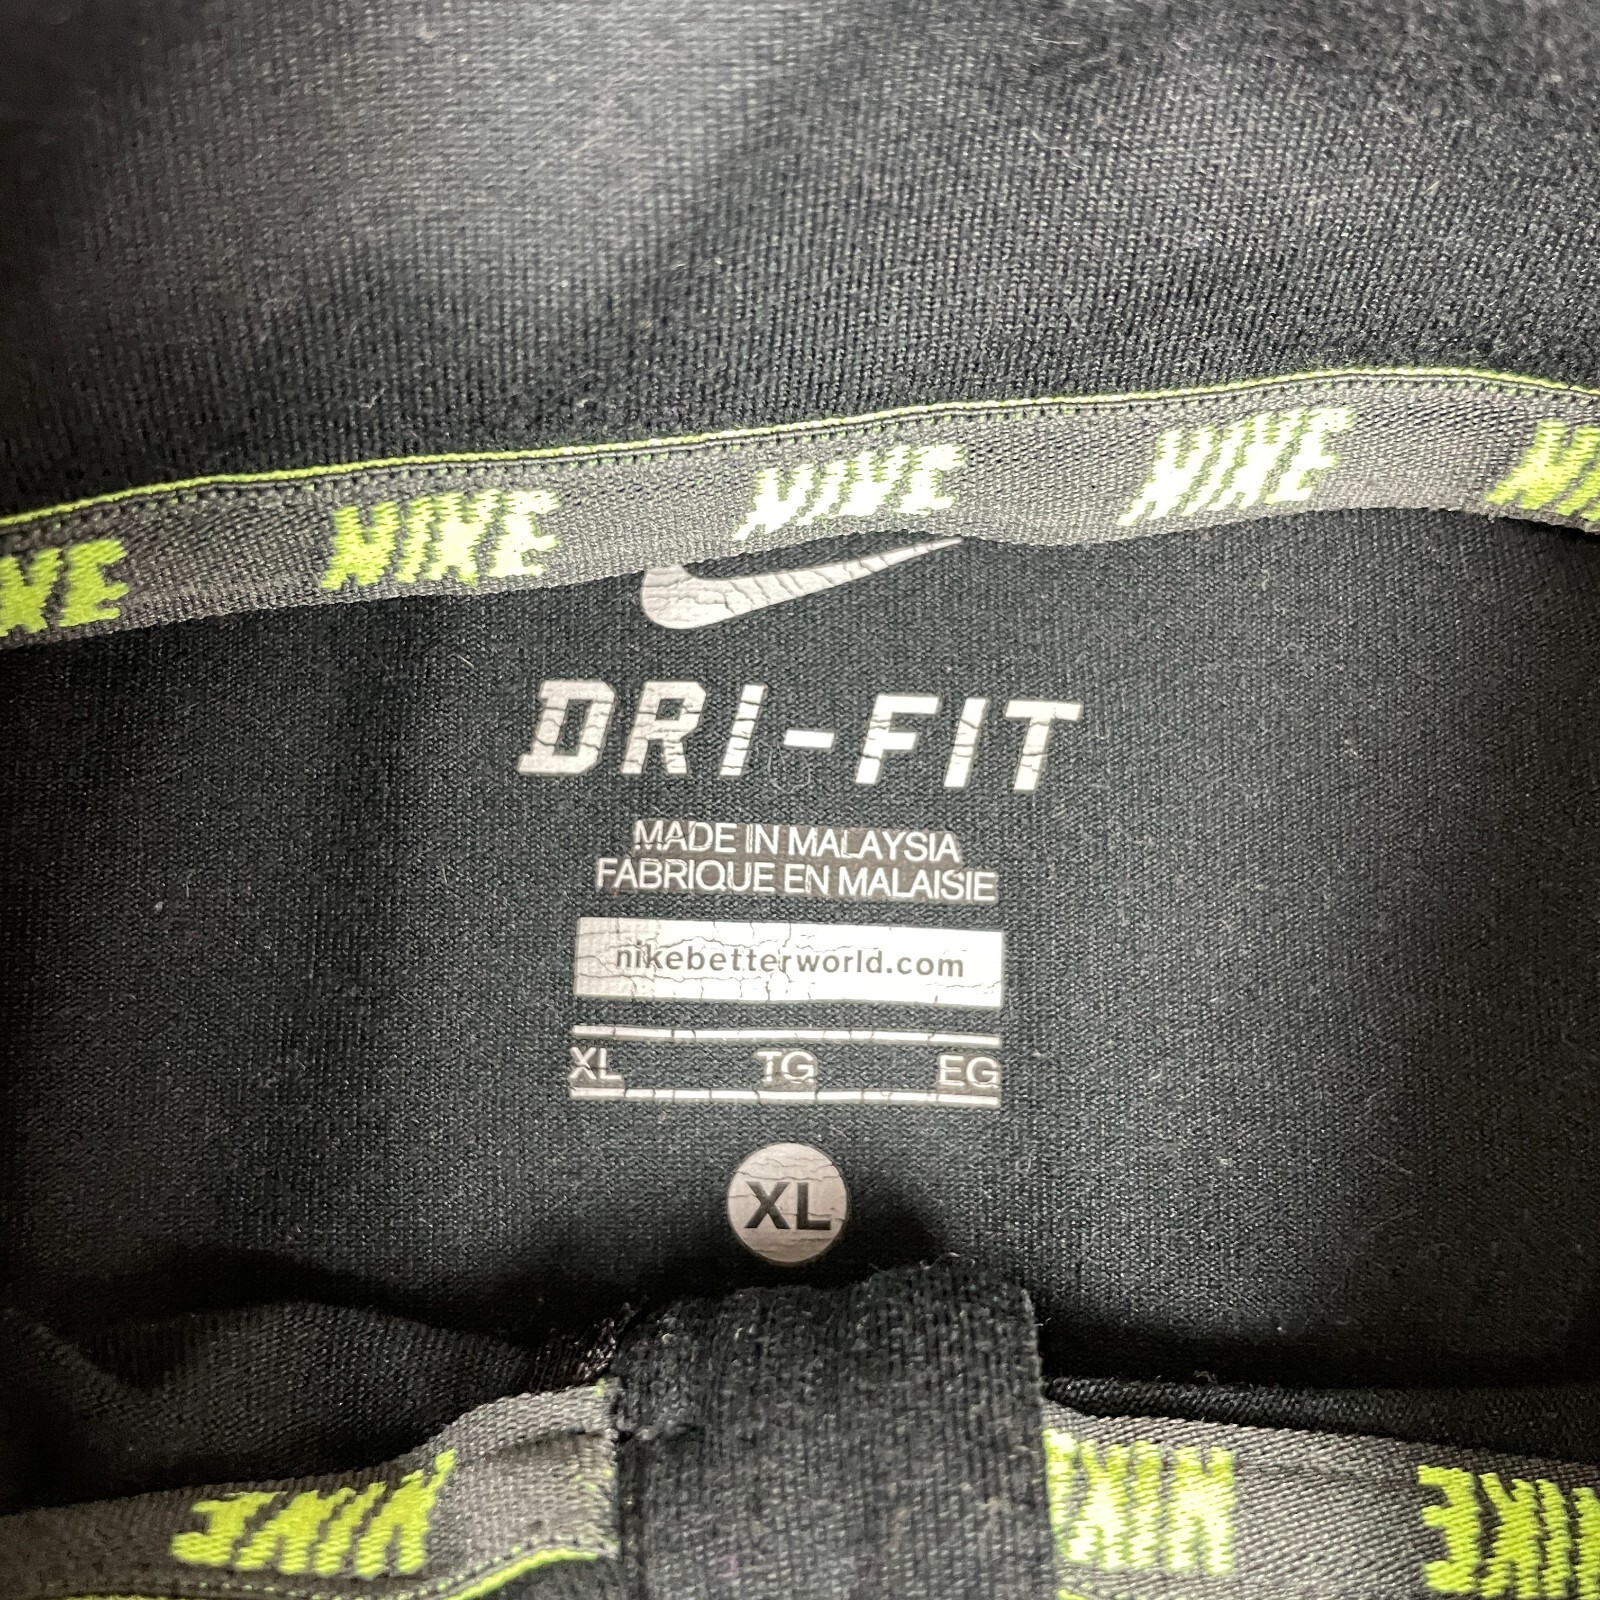 NIKE NIKE NIKE
DRI-FIT
MADE IN MALAYSIA
FABRIQUE EN MALAISIE
nikebetterworld.com
XL TG EG
XL
NIKE NIKE NIKE